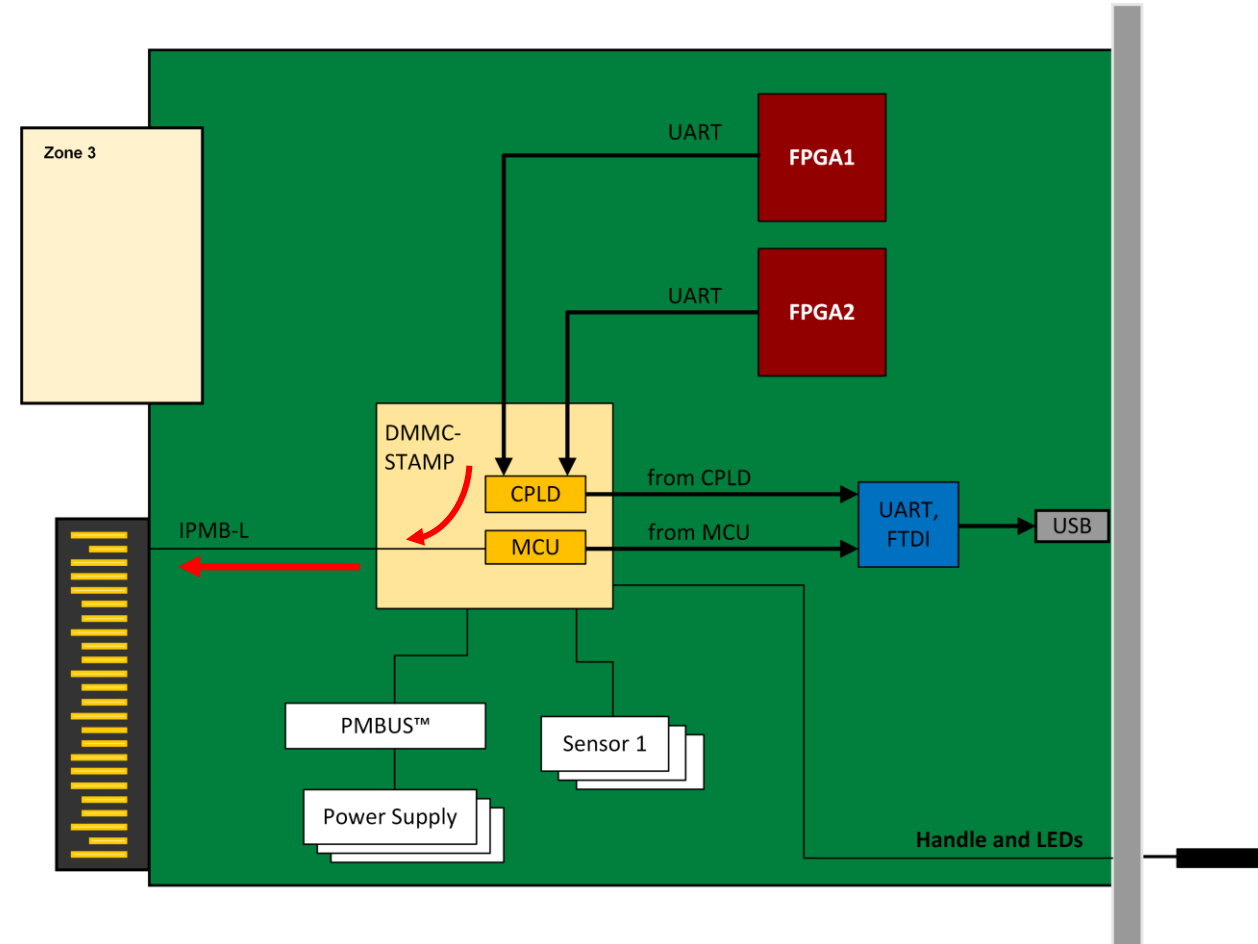 UART
FPGA1
Zone 3
UART
FPGA2
DMMC-
STAMP
CPLD
from CPLD
UART,
FTDI
USB
IPMB-L
MCU
from MCU
PMBUS™
Sensor 1
Power Supply
Handle and LEDs